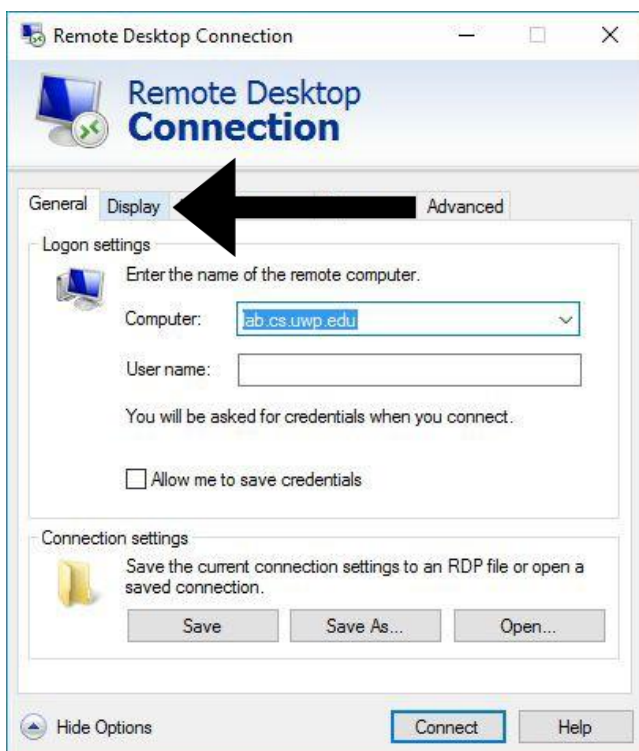 Remote Desktop Connection
Remote Desktop
Connection
General Display Advanced
Logon settings
Enter the name of the remote computer.
Computer: lab.cs.uwp.edu
User name:
You will be asked for credentials when you connect.
Allow me to save credentials
Connection settings
Save the current connection settings to an RDP file or open a
saved connection.
Save Save As... Open...
Hide Options Connect Help